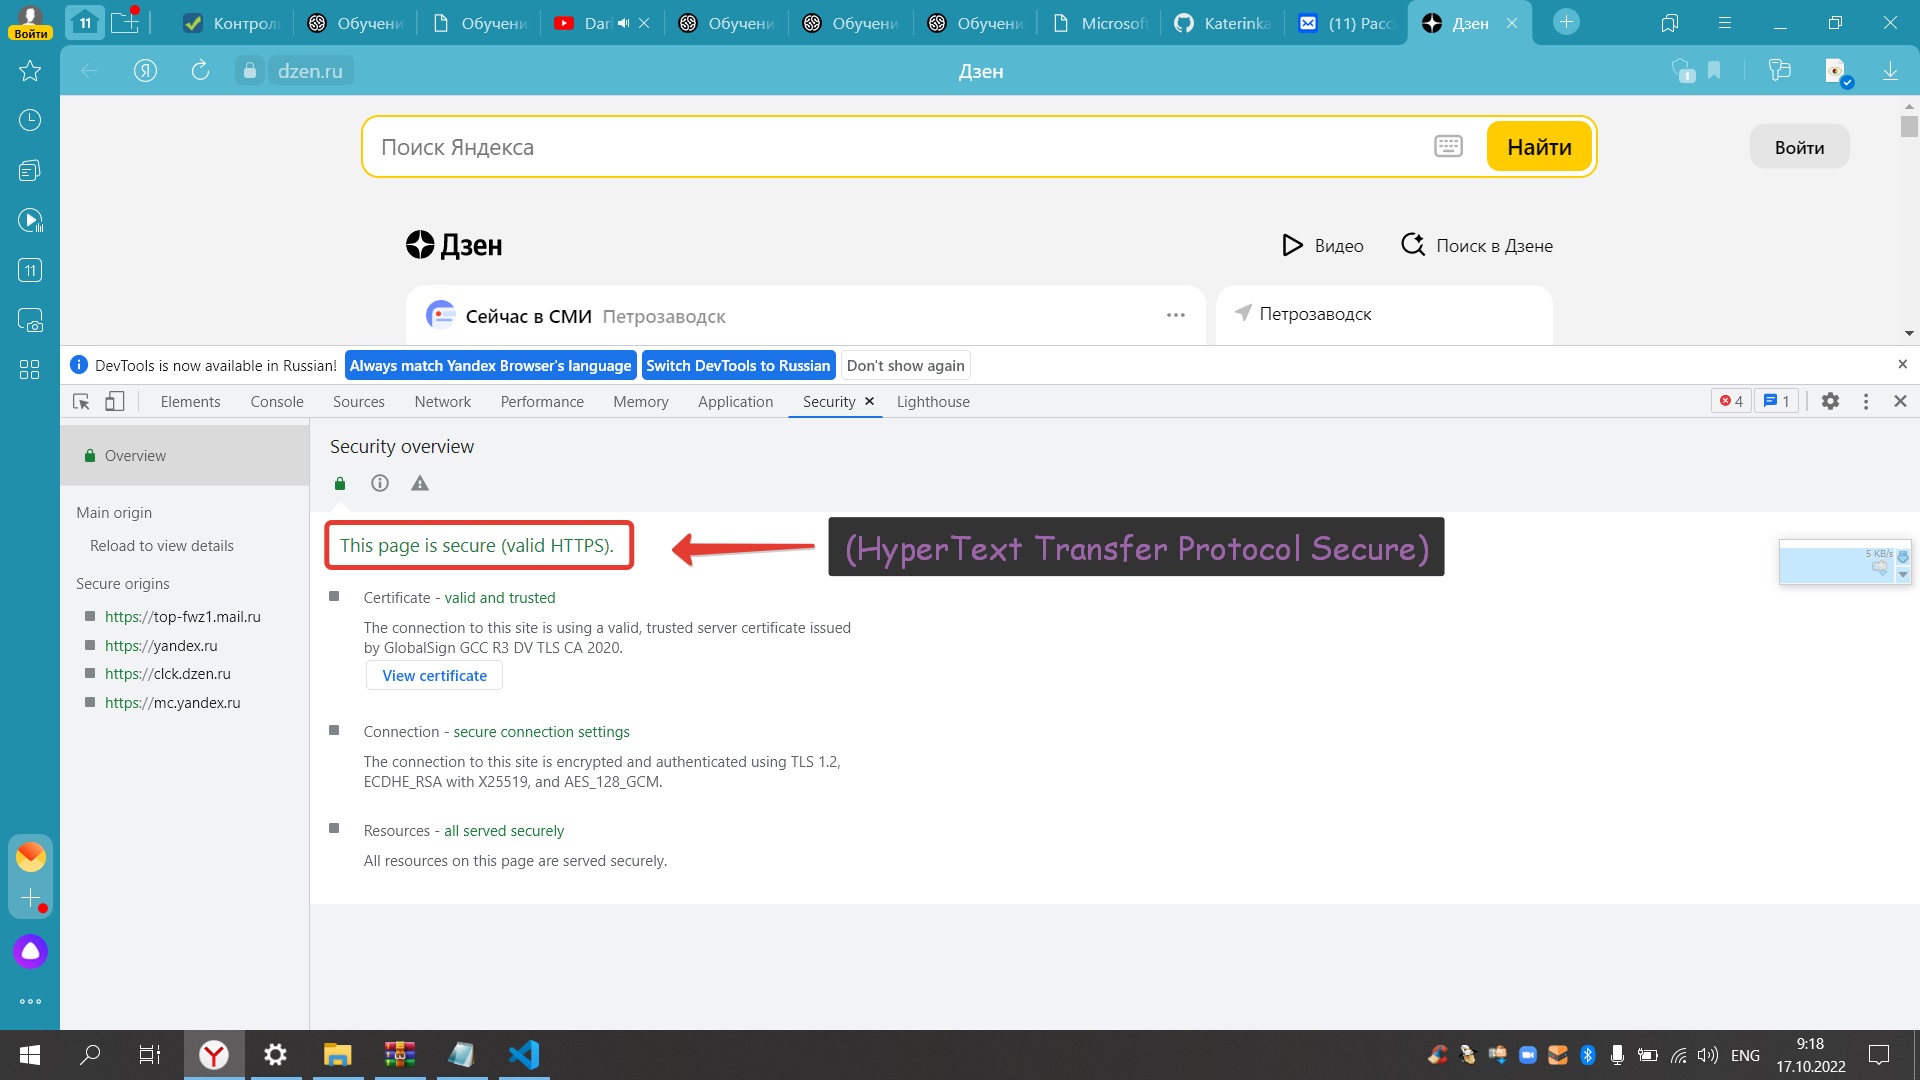 Войти
11
Контрол
Обучени
Обучени
Dar
Обучени
Обучени
Обучени
Microsof
Katerinka
(11) Расс
Дзен
dzen.ru
Дзен
1
Поиск Яндекса
Найти
Войти
Дзен
Видео
Поиск в Дзене
11
Сейчас в СМИ Петрозаводск
Петрозаводск
DevTools is now available in Russian!
Always match Yandex Browser's language
Switch DevTools to Russian
Don't show again
Elements
Console
Sources
Network
Performance
Memory
Application
Security
Lighthouse
4
1
Overview
Main origin
Reload to view details
Secure origins
https://top-fwz1.mail.ru
https://yandex.ru
https://clck.dzen.ru
https://mc.yandex.ru
Security overview
This page is secure (valid HTTPS).
(HyperText Transfer Protocol Secure)
5 KB/s
Certificate - valid and trusted
The connection to this site is using a valid, trusted server certificate issued
by GlobalSign GCC R3 DV TLS CA 2020.
View certificate
Connection - secure connection settings
The connection to this site is encrypted and authenticated using TLS 1.2,
ECDHE_RSA with X25519, and AES_128_GCM.
Resources - all served securely
All resources on this page are served securely.
ENG
9:18
17.10.2022